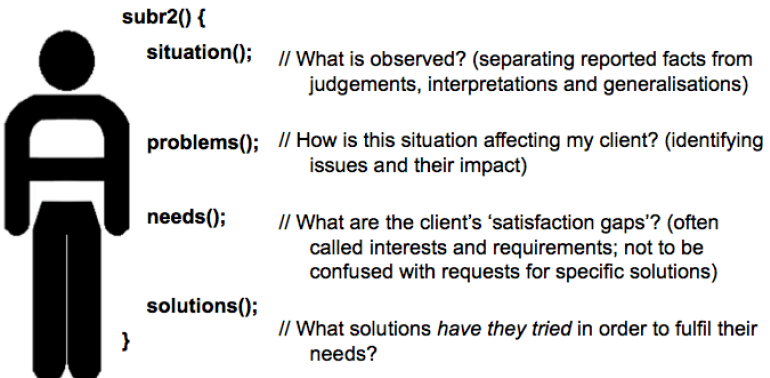 subr2() {
situation(); // What is observed? (separating reported facts from
judgements, interpretations and generalisations)
problems(); // How is this situation affecting my client? (identifying
issues and their impact)
needs(); // What are the client’s ‘satisfaction gaps’? (often
called interests and requirements; not to be
confused with requests for specific solutions)
solutions();
// What solutions have they tried in order to fulfil their
}
needs?